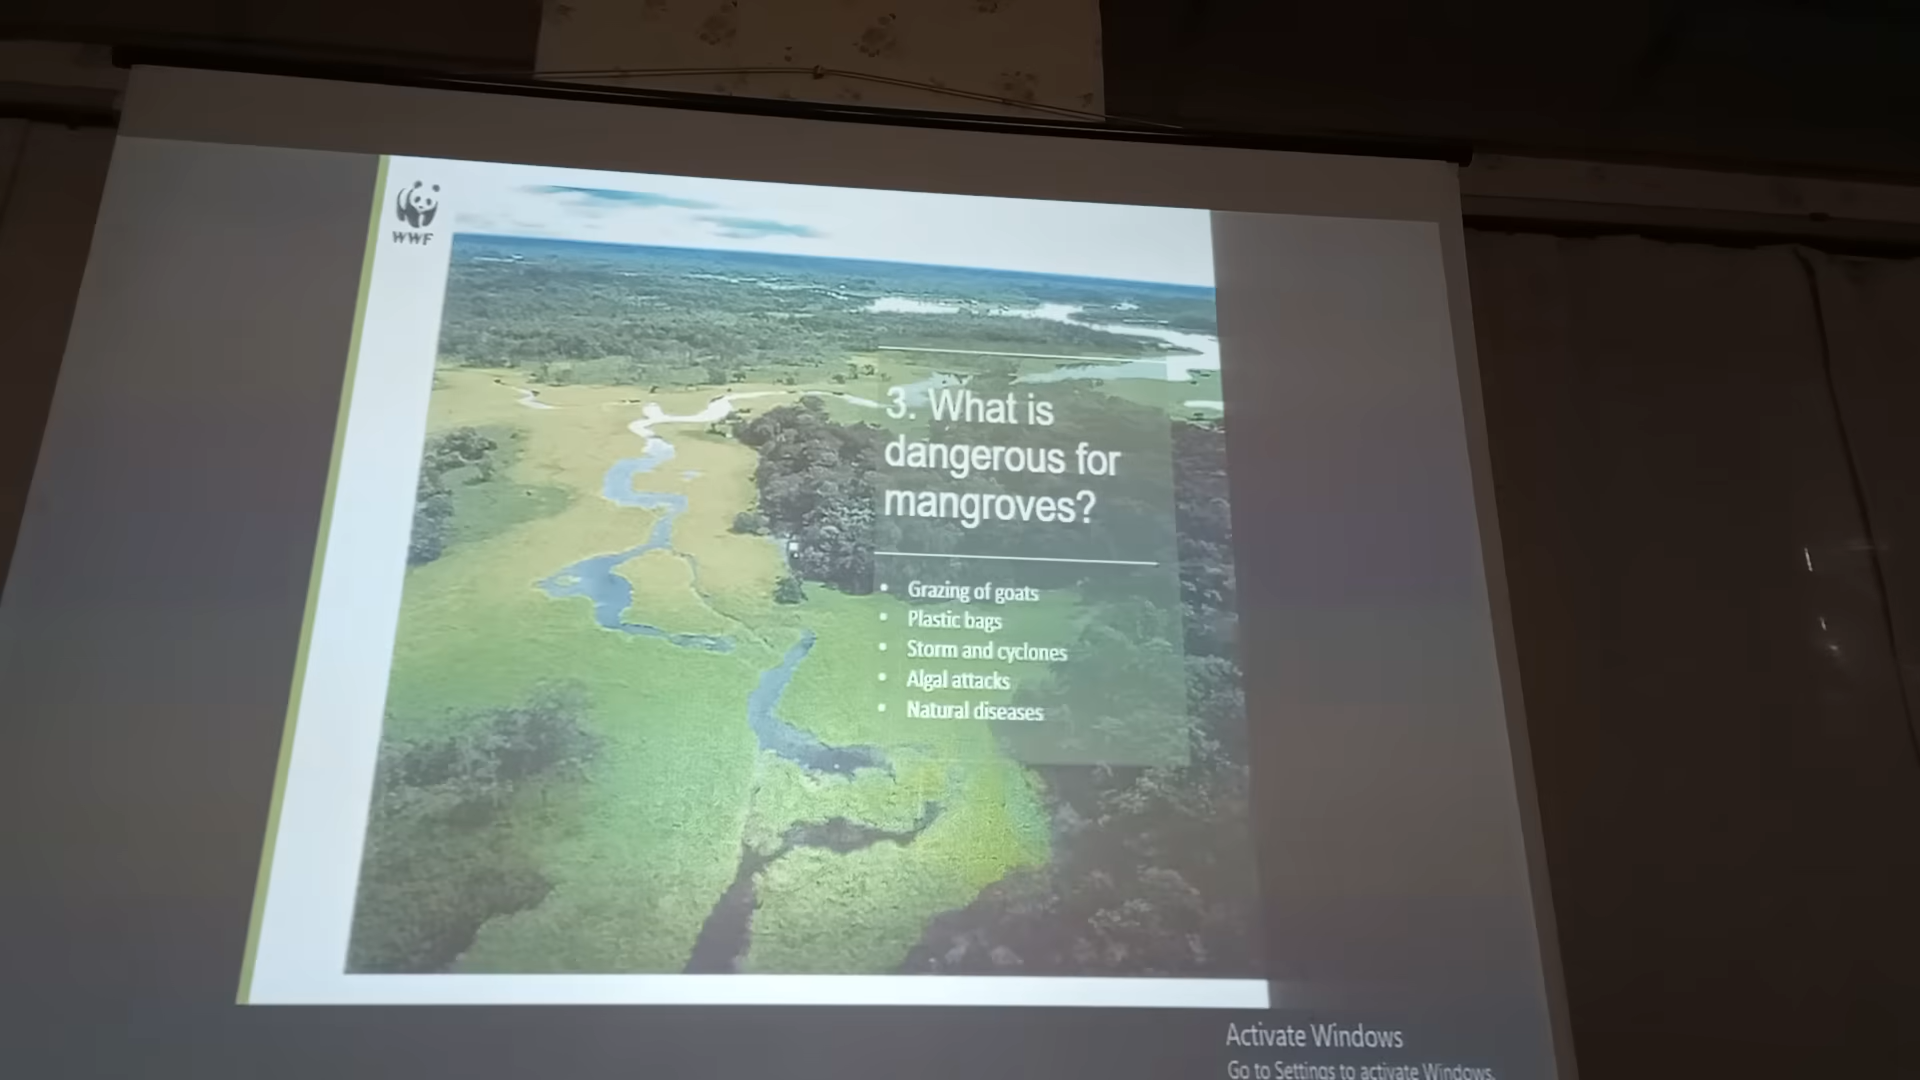 WWF
3. What is
dangerous for
mangroves?
• Grazing of goats
• Plastic bags
• Storm and cyclones
• Algal attacks
• Natural diseases
Activate Windows
Go to Settings to activate Windows.